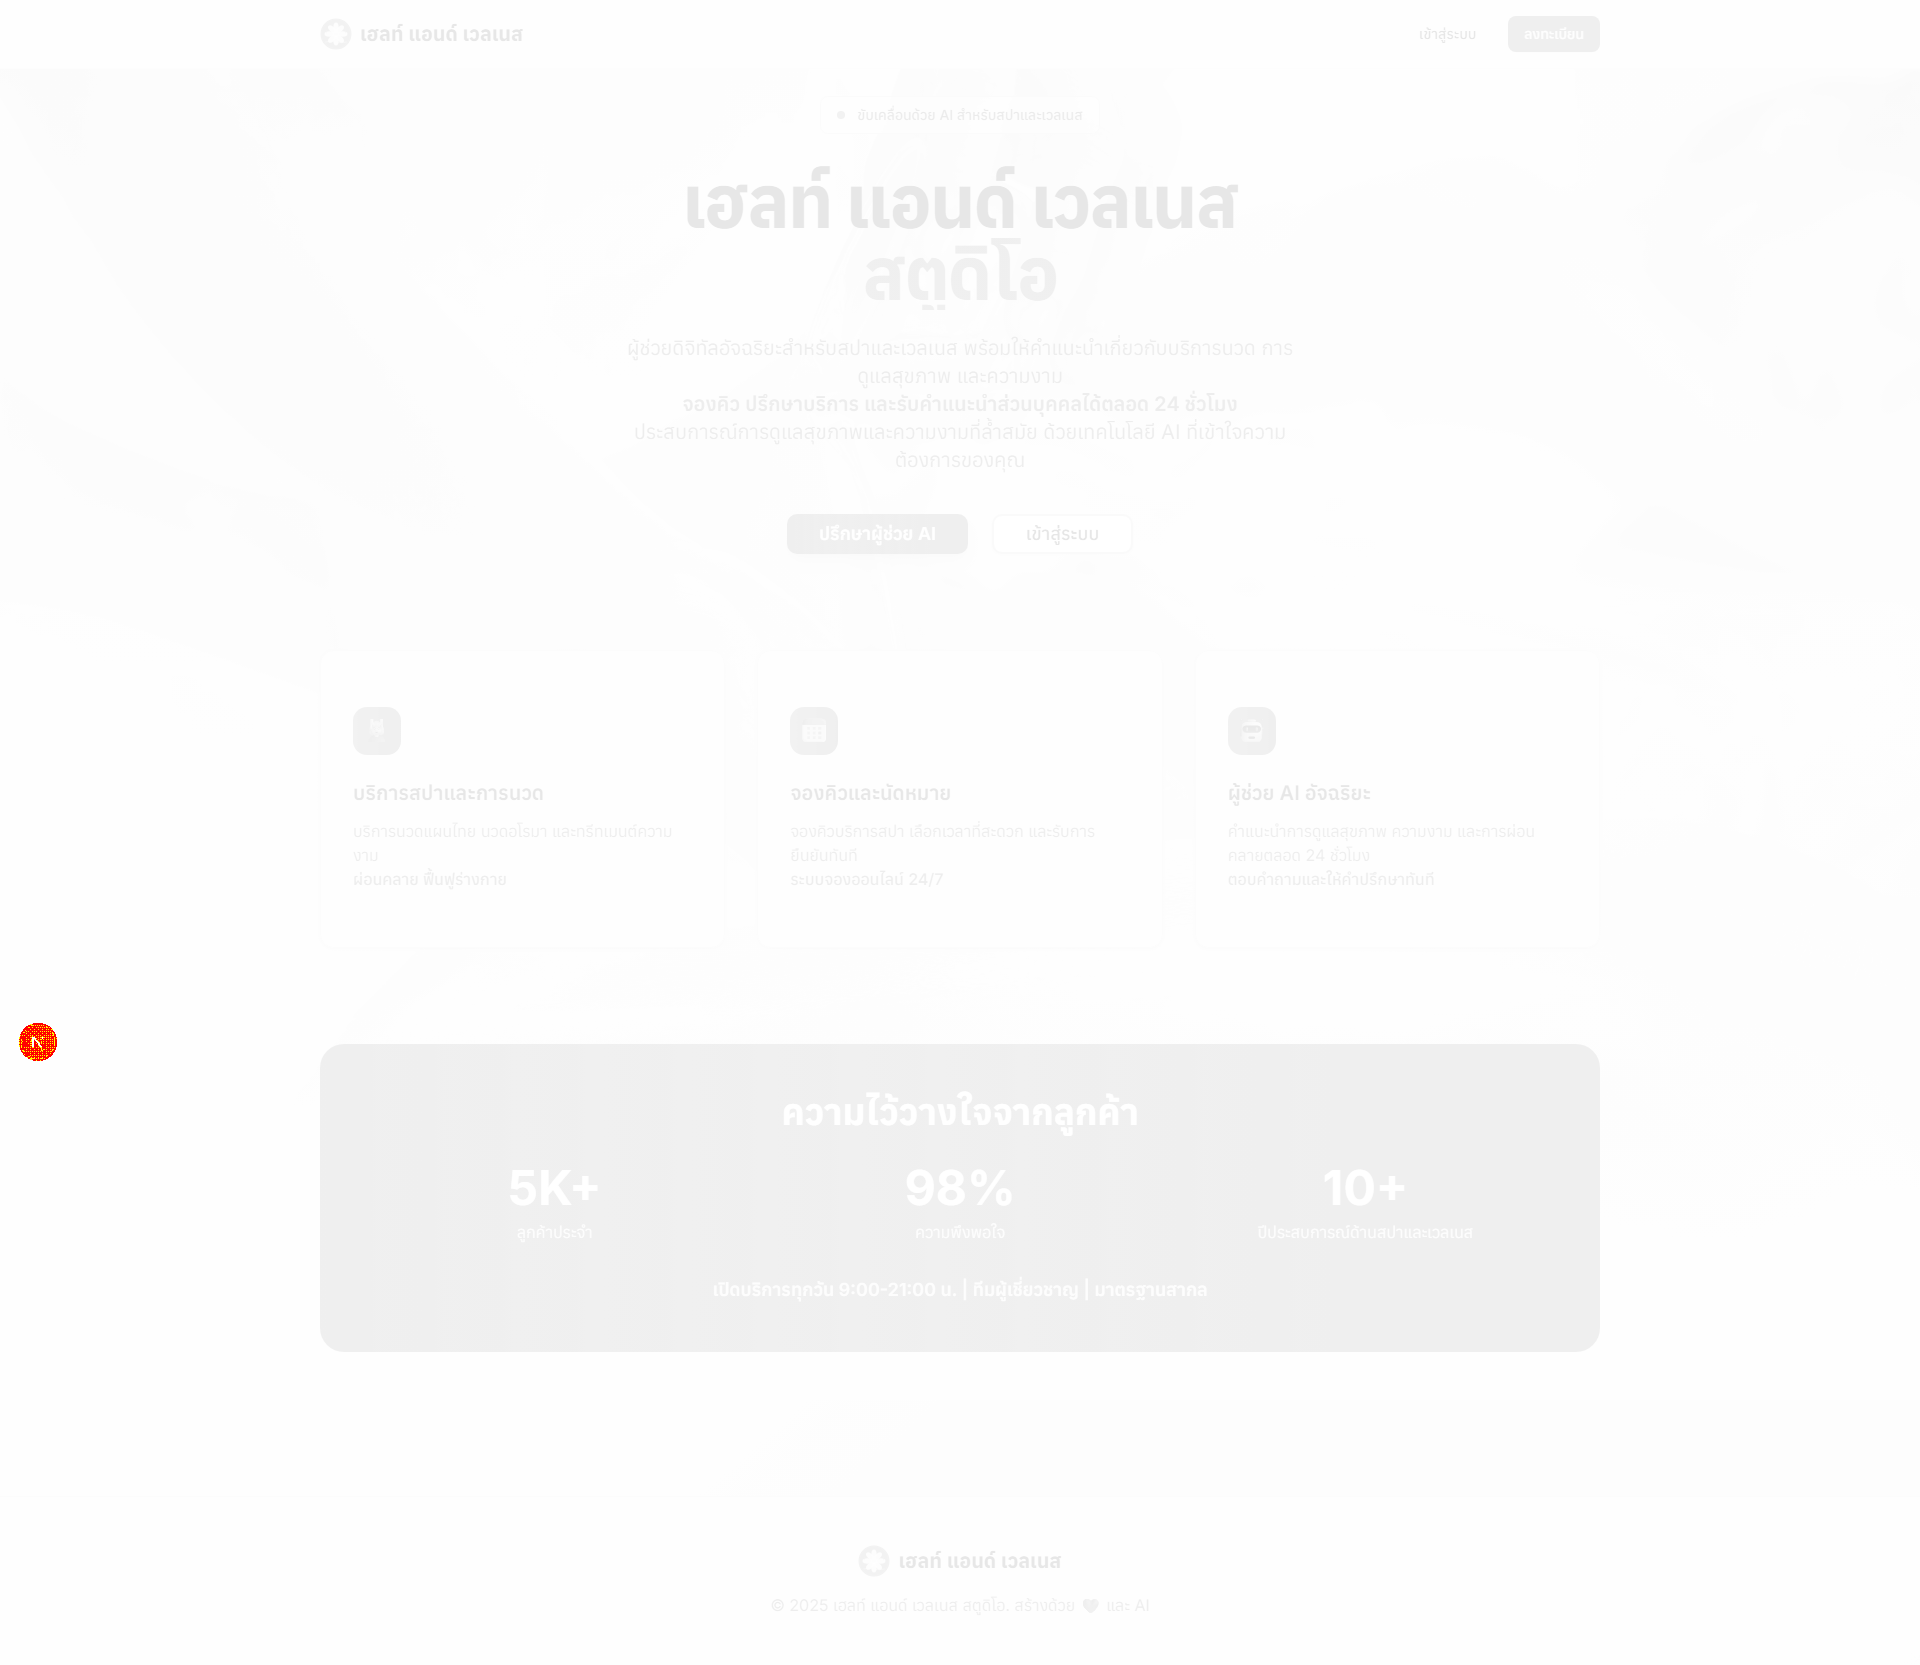 เฮลท์ แอนด์ เวลเนส
เข้าสู่ระบบ
ลงทะเบียน
ขับเคลื่อนด้วย AI สำหรับสปาและเวลเนส
เฮลท์ แอนด์ เวลเนส
สตูดิโอ
ผู้ช่วยดิจิทัลอัจฉริยะสำหรับสปาและเวลเนส พร้อมให้คำแนะนำเกี่ยวกับบริการนวด การ
ดูแลสุขภาพ และความงาม
จองคิว ปรึกษาบริการ และรับคำแนะนำส่วนบุคคลได้ตลอด 24 ชั่วโมง
ประสบการณ์การดูแลสุขภาพและความงามที่ล้ำสมัย ด้วยเทคโนโลยี AI ที่เข้าใจความ
ต้องการของคุณ
ปรึกษาผู้ช่วย AI
เข้าสู่ระบบ
บริการสปาและการนวด
บริการนวดแผนไทย นวดอโรมา และทรีทเมนต์ความ
งาม
ผ่อนคลาย ฟื้นฟูร่างกาย
จองคิวและนัดหมาย
จองคิวบริการสปา เลือกเวลาที่สะดวก และรับการ
ยืนยันทันที
ระบบจองออนไลน์ 24/7
ผู้ช่วย AI อัจฉริยะ
คำแนะนำการดูแลสุขภาพ ความงาม และการผ่อน
คลายตลอด 24 ชั่วโมง
ตอบคำถามและให้คำปรึกษาทันที
N
ความไว้วางใจจากลูกค้า
5K+
ลูกค้าประจำ
98%
ความพึงพอใจ
10+
ปีประสบการณ์ด้านสปาและเวลเนส
เปิดบริการทุกวัน 9:00-21:00 น. | ทีมผู้เชี่ยวชาญ | มาตรฐานสากล
เฮลท์ แอนด์ เวลเนส
© 2025 เฮลท์ แอนด์ เวลเนส สตูดิโอ. สร้างด้วย 🖤 และ AI